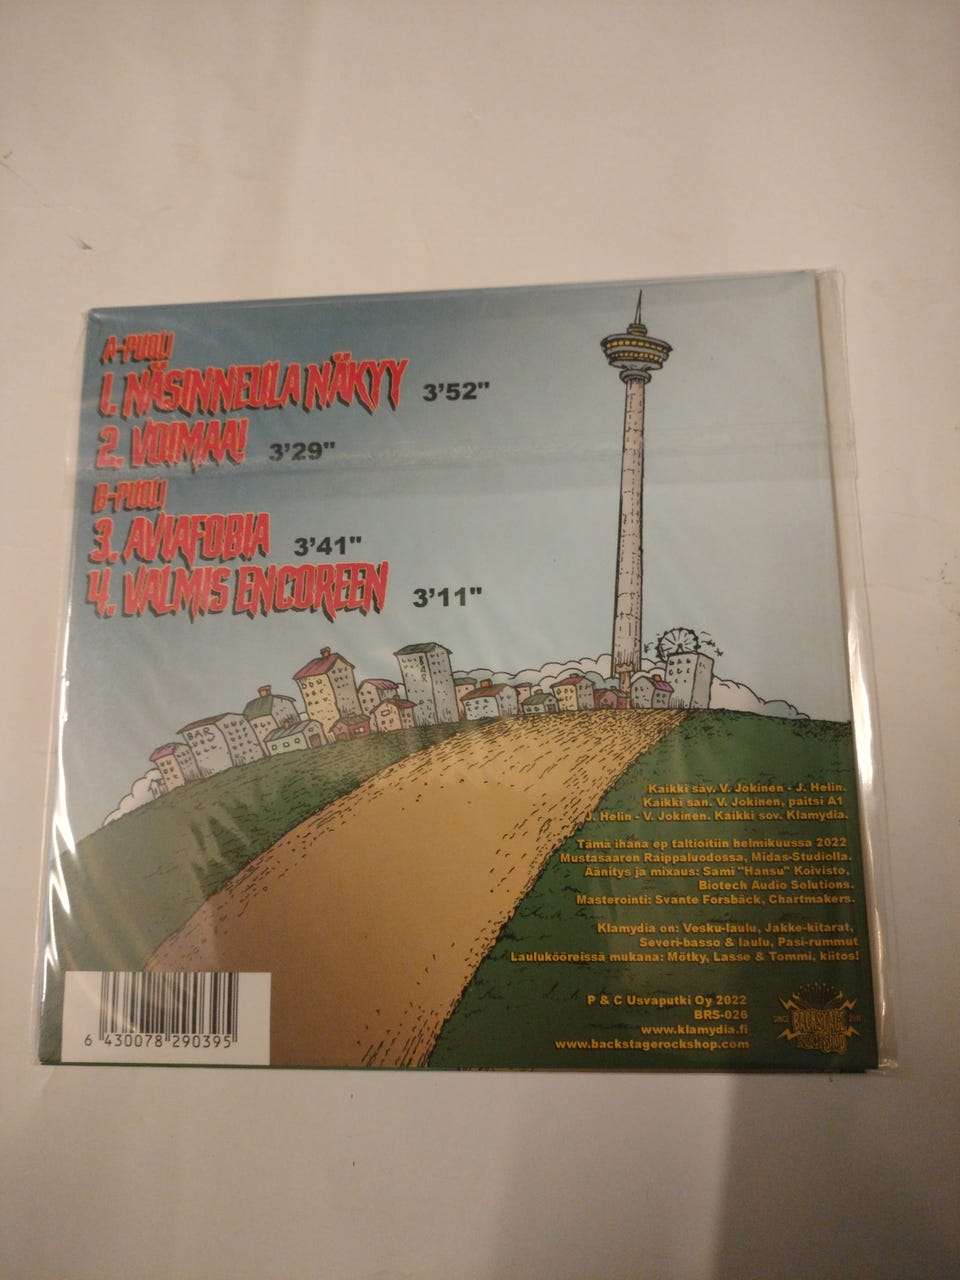 A-PUOLI
1. NÄSINNEULA NÄKYY 3'52"
2. VOIMAA! 3'29"
B-PUOLI
3. AVIAFOBIA 3'41"
4. VALMIS ENCOREEN 3'11"
BAR
Kaikki säv. V. Jokinen - J. Helin.
Kaikki san. V. Jokinen, paitsi A1
J. Helin - V. Jokinen. Kaikki sov. Klamydia.
Tämä ihana ep taltioitiin helmikuussa 2022
Mustasaaren Raippaluodossa, Midas-Studiolla.
Äänitys ja mixaus: Sami "Hansu" Koivisto,
Biotech Audio Solutions.
Masterointi: Svante Forsbäck, Chartmakers.
Klamydia on: Vesku-laulu, Jakke-kitarat,
Severi-basso & laulu, Pasi-rummut
Laulukööreissä mukana: Mötky, Lasse & Tommi, kiitos!
P & C Usvaputki Oy 2022
BRS-026
www.klamydia.fi
www.backstagerockshop.com
SINCE BACKSTAGE
ROCKSHOP
6 430078 290395